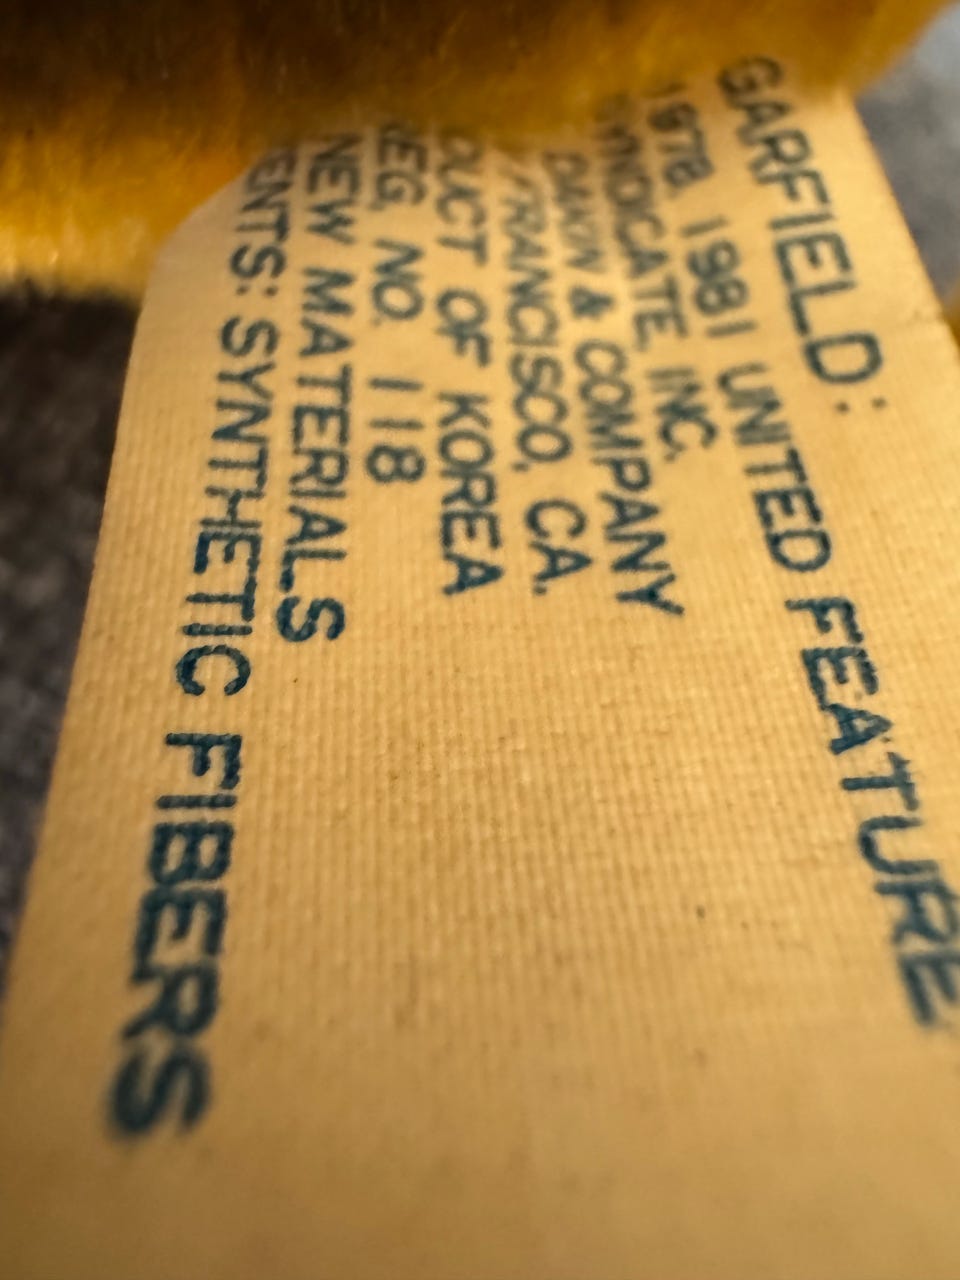 GARFIELD:
1978, 1981 UNITED FEATURE
SYNDICATE, INC.
DAKIN & COMPANY
FRANCISCO, CA.
DUCT OF KOREA
REG. NO. 118
NEW MATERIALS
ENTS: SYNTHETIC FIBERS